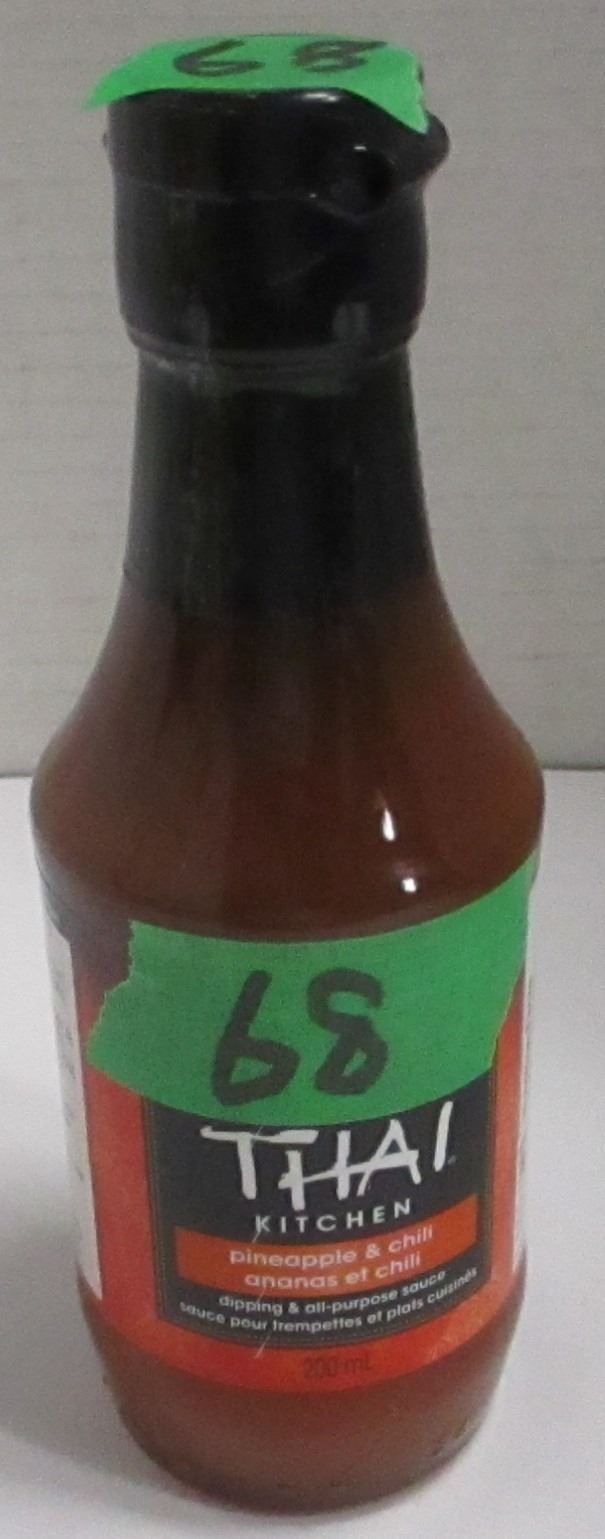 68
68
THAI
KITCHEN
pineapple & chili
ananas et chili
dipping & all-purpose sauce
sauce pour trempettes et plats cuisinés
200 mL